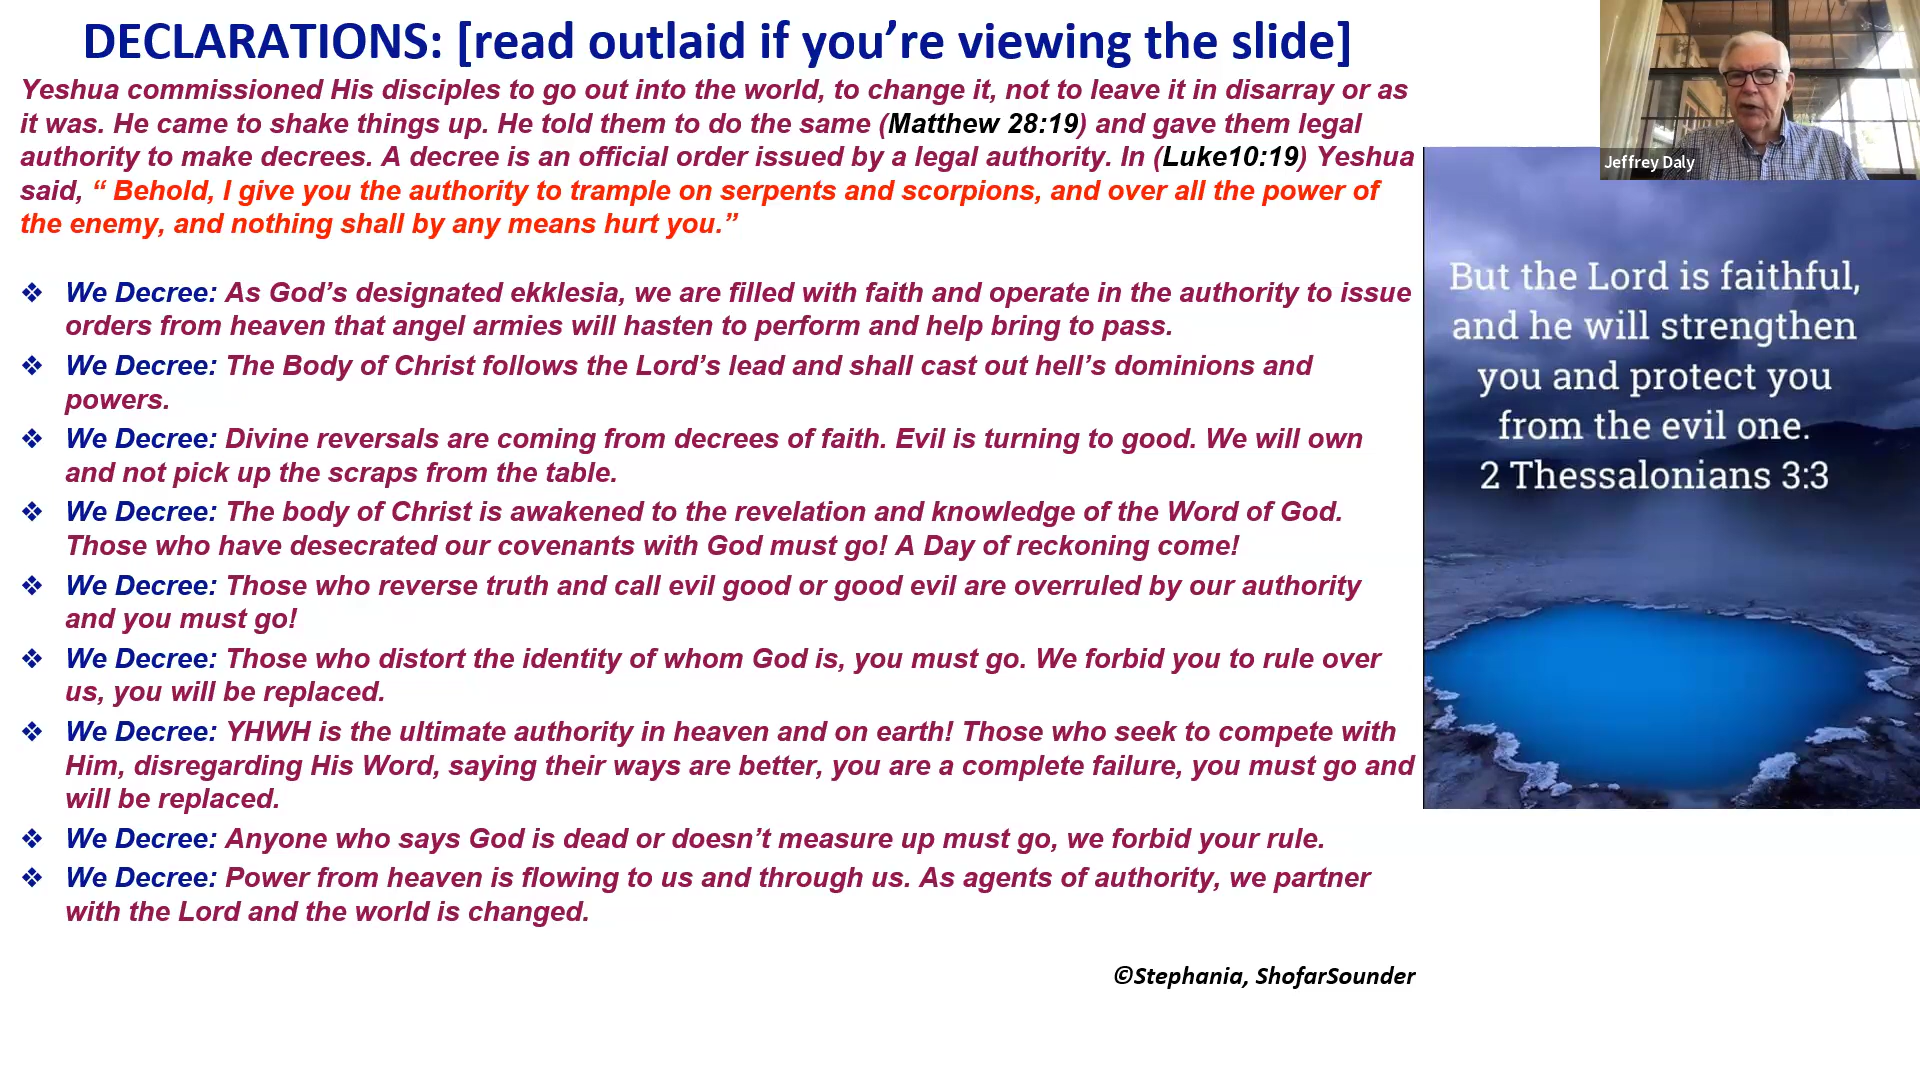 DECLARATIONS: [read outlaid if you’re viewing the slide]
Yeshua commissioned His disciples to go out into the world, to change it, not to leave it in disarray or as
it was. He came to shake things up. He told them to do the same (Matthew 28:19) and gave them legal
authority to make decrees. A decree is an official order issued by a legal authority. In (Luke10:19) Yeshua
said, “ Behold, I give you the authority to trample on serpents and scorpions, and over all the power of
the enemy, and nothing shall by any means hurt you.”
❖ We Decree: As God’s designated ekklesia, we are filled with faith and operate in the authority to issue
orders from heaven that angel armies will hasten to perform and help bring to pass.
❖ We Decree: The Body of Christ follows the Lord’s lead and shall cast out hell’s dominions and
powers.
❖ We Decree: Divine reversals are coming from decrees of faith. Evil is turning to good. We will own
and not pick up the scraps from the table.
❖ We Decree: The body of Christ is awakened to the revelation and knowledge of the Word of God.
Those who have desecrated our covenants with God must go! A Day of reckoning come!
❖ We Decree: Those who reverse truth and call evil good or good evil are overruled by our authority
and you must go!
❖ We Decree: Those who distort the identity of whom God is, you must go. We forbid you to rule over
us, you will be replaced.
❖ We Decree: YHWH is the ultimate authority in heaven and on earth! Those who seek to compete with
Him, disregarding His Word, saying their ways are better, you are a complete failure, you must go and
will be replaced.
❖ We Decree: Anyone who says God is dead or doesn’t measure up must go, we forbid your rule.
❖ We Decree: Power from heaven is flowing to us and through us. As agents of authority, we partner
with the Lord and the world is changed.
©Stephania, ShofarSounder
Jeffrey Daly
But the Lord is faithful,
and he will strengthen
you and protect you
from the evil one.
2 Thessalonians 3:3